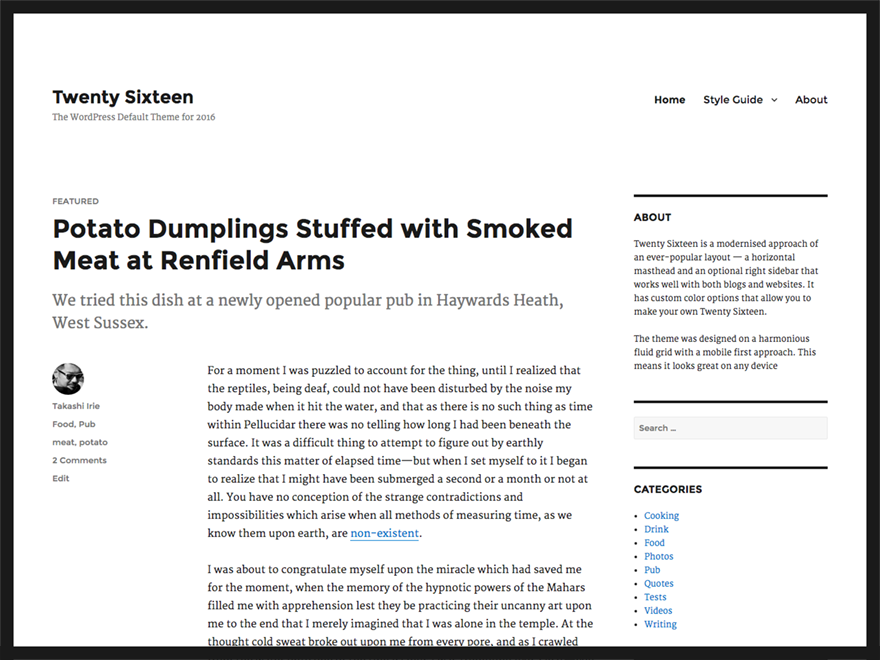 Twenty Sixteen
The WordPress Default Theme for 2016
Home Style Guide About
FEATURED
Potato Dumplings Stuffed with Smoked
Meat at Renfield Arms
We tried this dish at a newly opened popular pub in Haywards Heath,
West Sussex.
Takashi Irie
Food, Pub
meat, potato
2 Comments
Edit
For a moment I was puzzled to account for the thing, until I realized that
the reptiles, being deaf, could not have been disturbed by the noise my
body made when it hit the water, and that as there is no such thing as time
within Pellucidar there was no telling how long I had been beneath the
surface. It was a difficult thing to attempt to figure out by earthly
standards this matter of elapsed time—but when I set myself to it I began
to realize that I might have been submerged a second or a month or not at
all. You have no conception of the strange contradictions and
impossibilities which arise when all methods of measuring time, as we
know them upon earth, are non-existent.
I was about to congratulate myself upon the miracle which had saved me
for the moment, when the memory of the hypnotic powers of the Mahars
filled me with apprehension lest they be practicing their uncanny art upon
me to the end that I merely imagined that I was alone in the temple. At the
thought cold sweat broke out upon me from every pore, and as I crawled
ABOUT
Twenty Sixteen is a modernised approach of
an ever-popular layout — a horizontal
masthead and an optional right sidebar that
works well with both blogs and websites. It
has custom color options that allow you to
make your own Twenty Sixteen.
The theme was designed on a harmonious
fluid grid with a mobile first approach. This
means it looks great on any device
Search …
CATEGORIES
Cooking
Drink
Food
Photos
Pub
Quotes
Tests
Videos
Writing